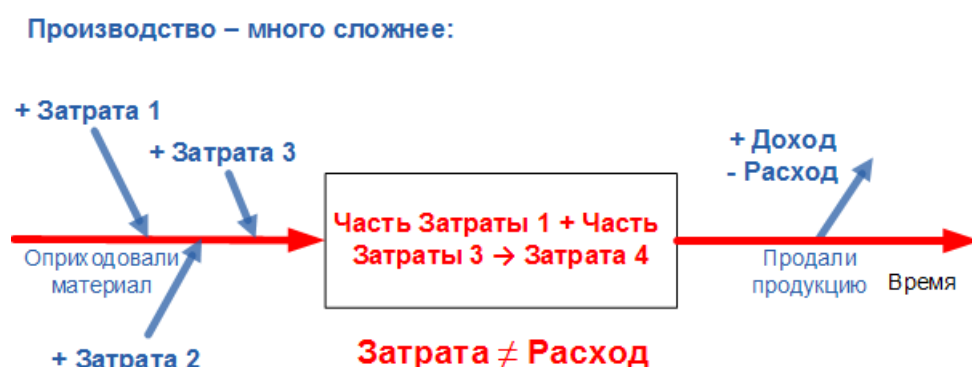 Производство – много сложнее:
+ Затрата 1
+ Затрата 3
+ Доход
- Расход
Часть Затраты 1 + Часть
Затраты 3 → Затрата 4
Оприходовали
материал
Продали
продукцию
Время
+ Затрата 2
Затрата ≠ Расход